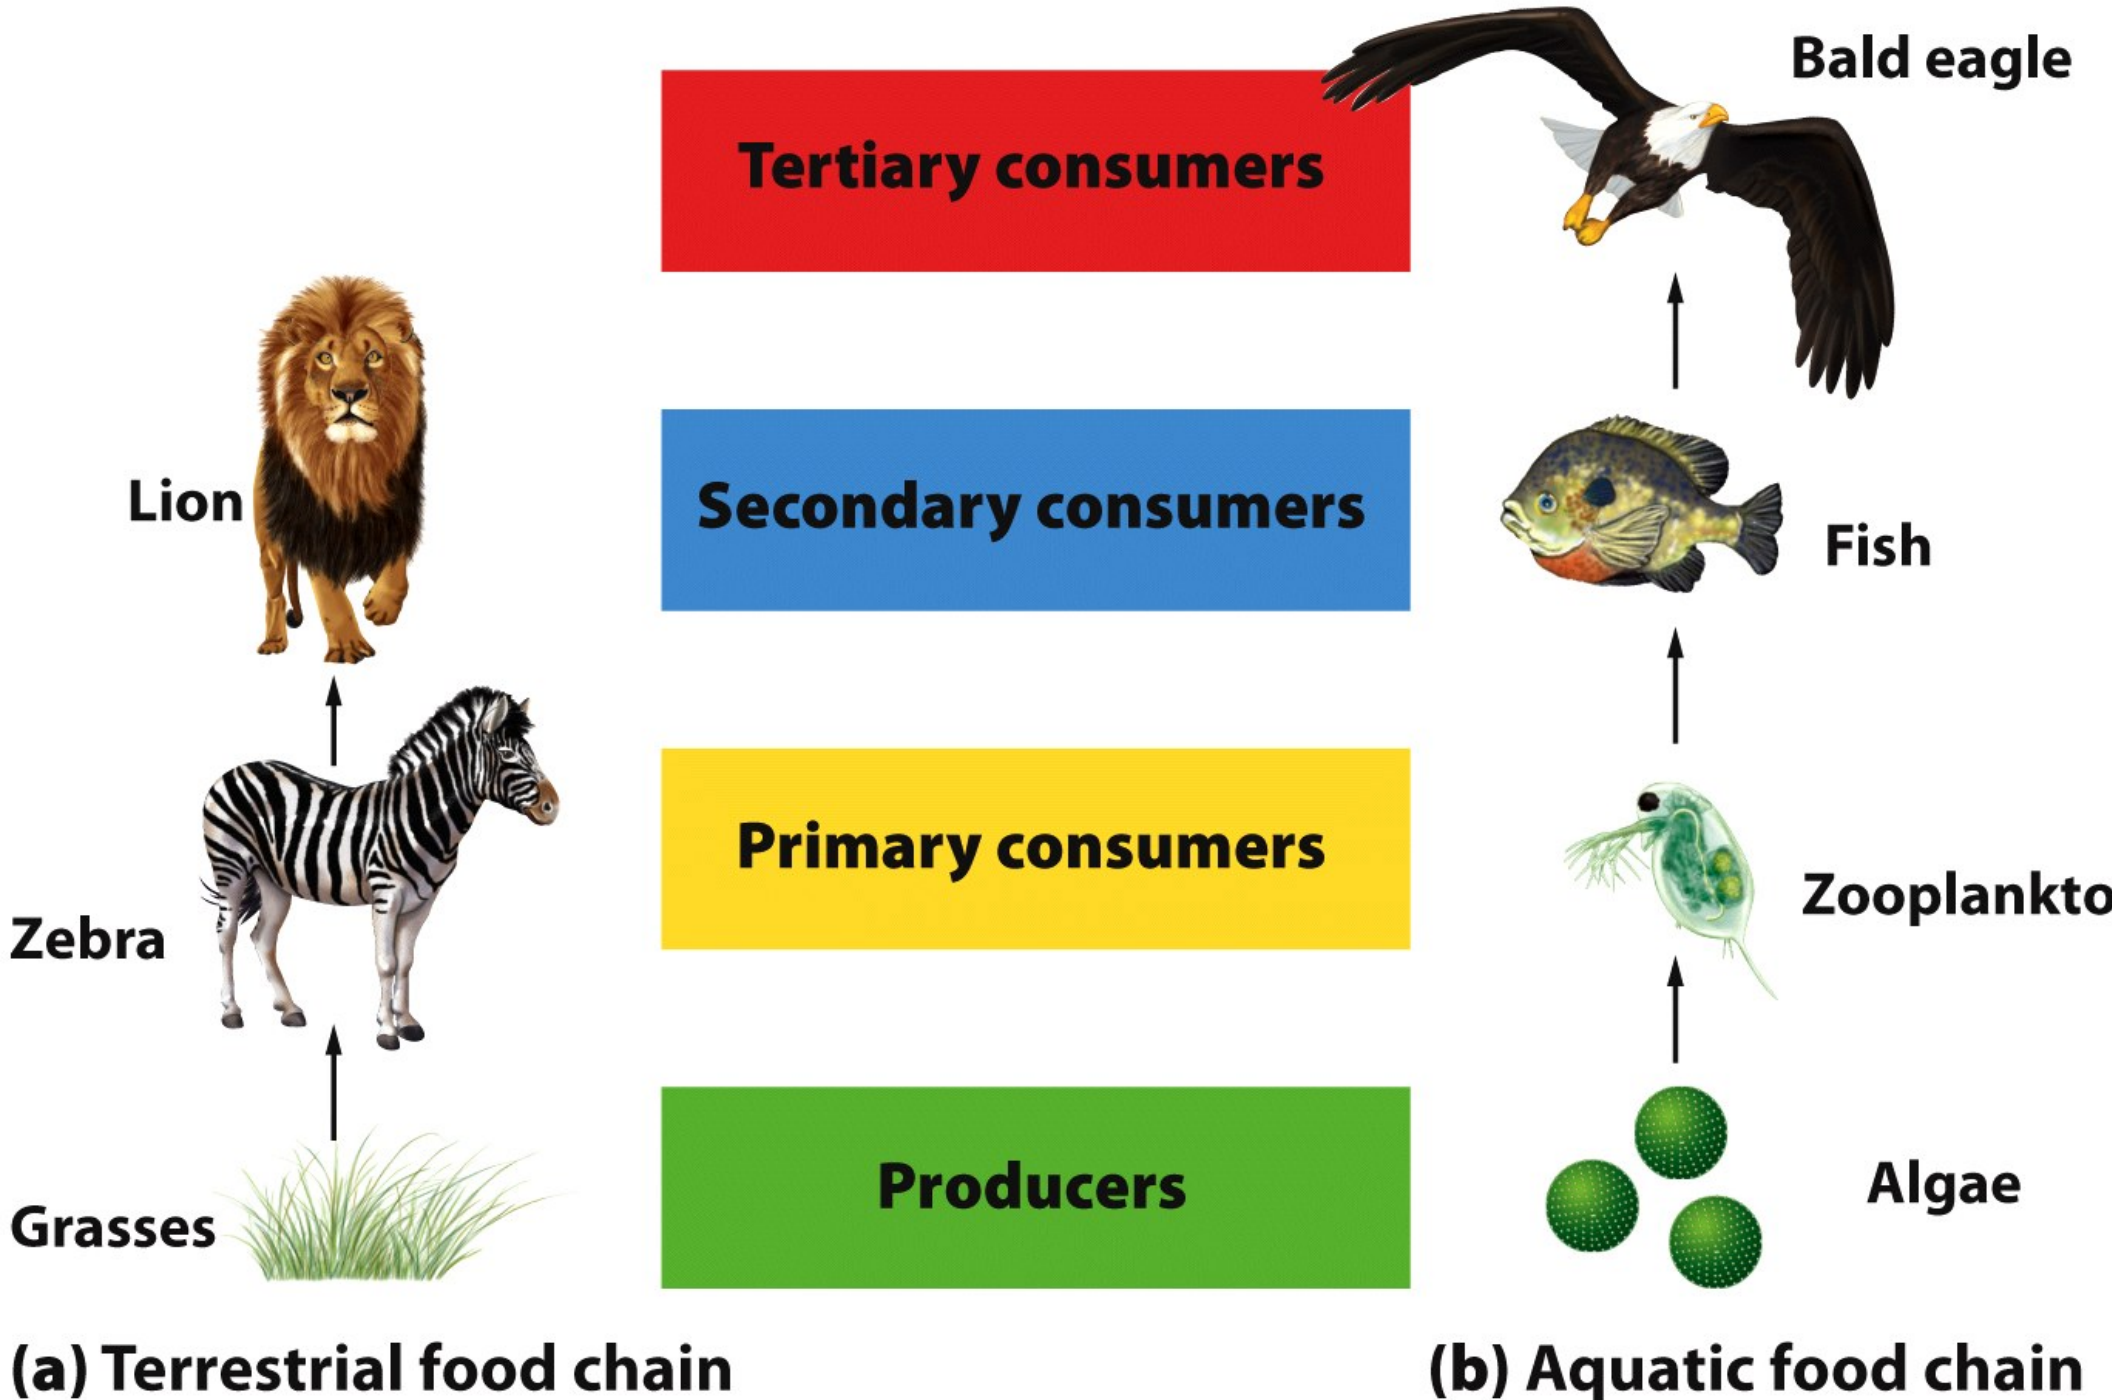 Bald eagle
Tertiary consumers
Lion
Secondary consumers
Fish
Primary consumers
Zebra
Zooplankto
Producers
Grasses
Algae
(a) Terrestrial food chain
(b) Aquatic food chain